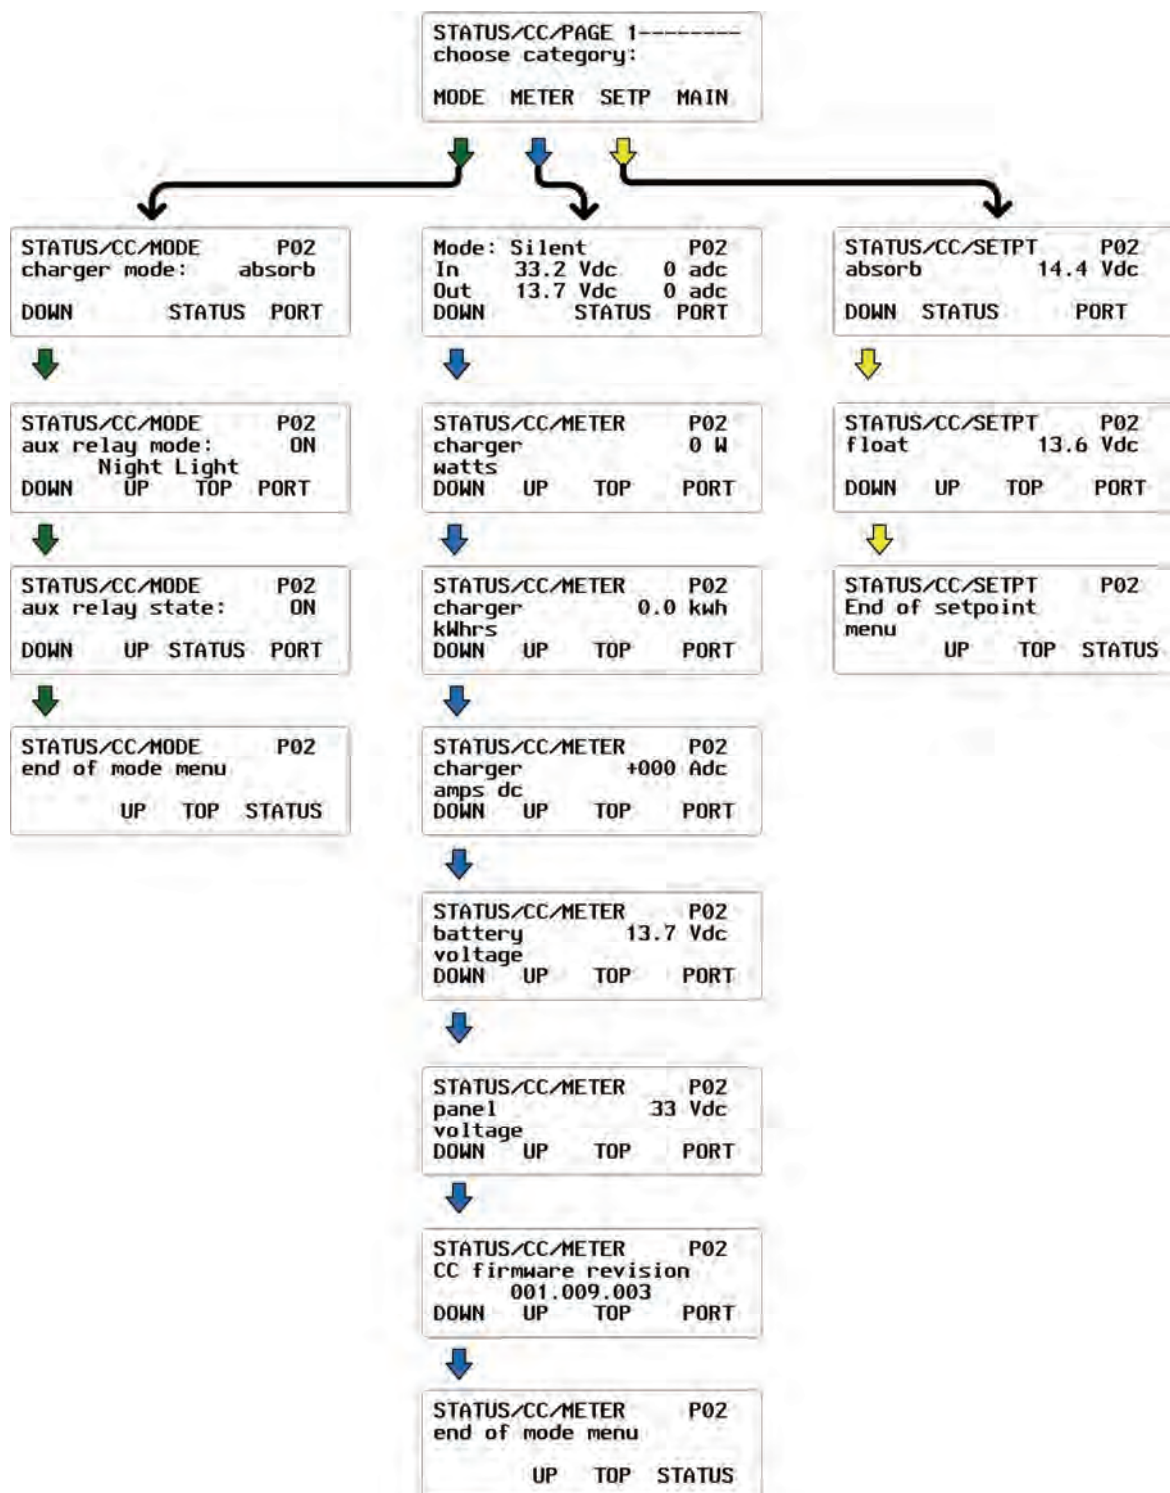 STATUS/CC/PAGE 1--------
choose category:
MODE METER SETP MAIN
STATUS/CC/MODE P02
charger mode: absorb
DOWN STATUS PORT
STATUS/CC/MODE P02
aux relay mode: ON
Night Light
DOWN UP TOP PORT
STATUS/CC/MODE P02
aux relay state: ON
DOWN UP STATUS PORT
STATUS/CC/MODE P02
end of mode menu
UP TOP STATUS
Mode: Silent P02
In 33.2 Vdc 0 adc
Out 13.7 Vdc 0 adc
DOWN STATUS PORT
STATUS/CC/METER P02
charger 0 W
watts
DOWN UP TOP PORT
STATUS/CC/METER P02
charger 0.0 kwh
kWhrs
DOWN UP TOP PORT
STATUS/CC/METER P02
charger +000 Adc
amps dc
DOWN UP TOP PORT
STATUS/CC/METER P02
battery 13.7 Vdc
voltage
DOWN UP TOP PORT
STATUS/CC/METER P02
panel 33 Vdc
voltage
DOWN UP TOP PORT
STATUS/CC/METER P02
CC firmware revision
001.009.003
DOWN UP TOP PORT
STATUS/CC/METER P02
end of mode menu
UP TOP STATUS
STATUS/CC/SETPT P02
absorb 14.4 Vdc
DOWN STATUS PORT
STATUS/CC/SETPT P02
float 13.6 Vdc
DOWN UP TOP PORT
STATUS/CC/SETPT P02
End of setpoint
menu
UP TOP STATUS